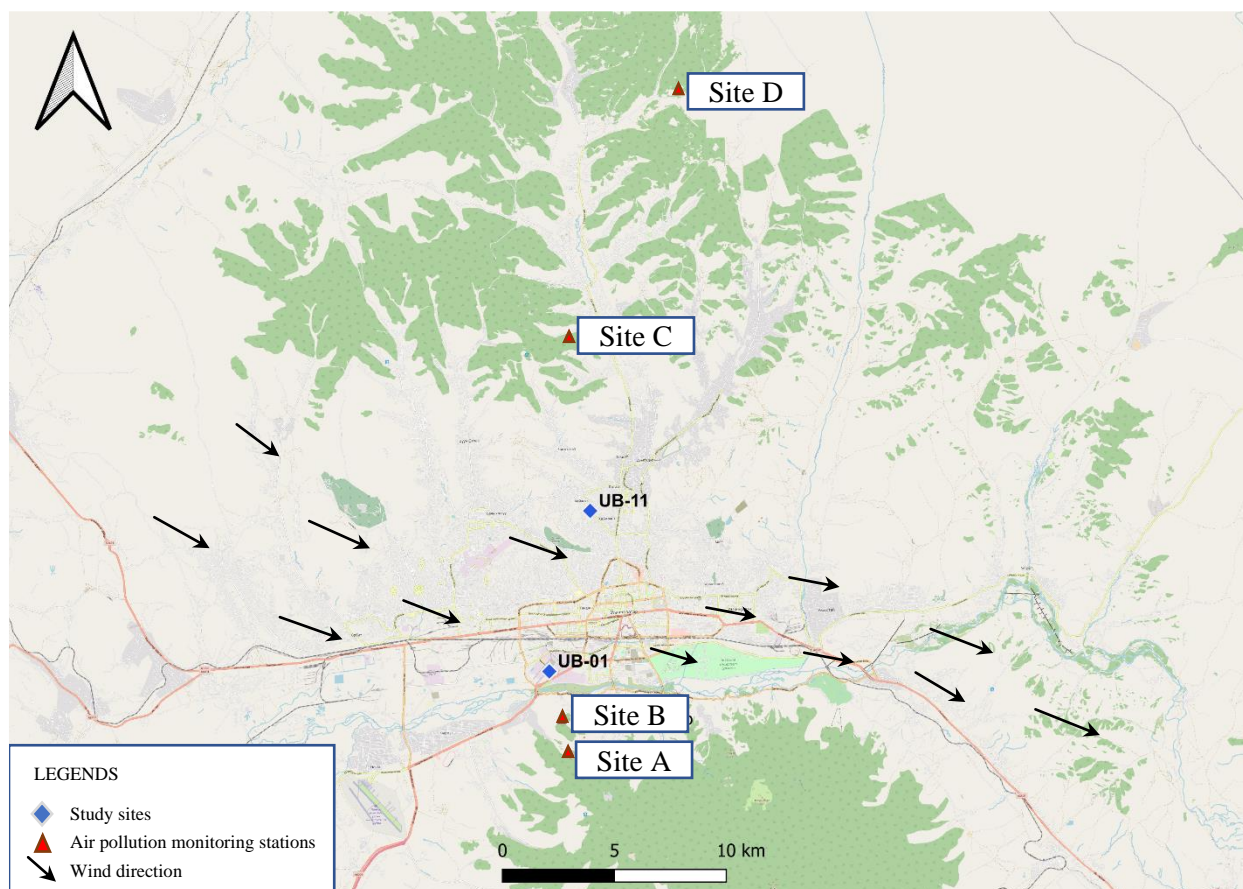 Site D
Site C
UB-11
UB-01
Site B
Site A
LEGENDS
Study sites
Air pollution monitoring stations
Wind direction
0 5 10 km